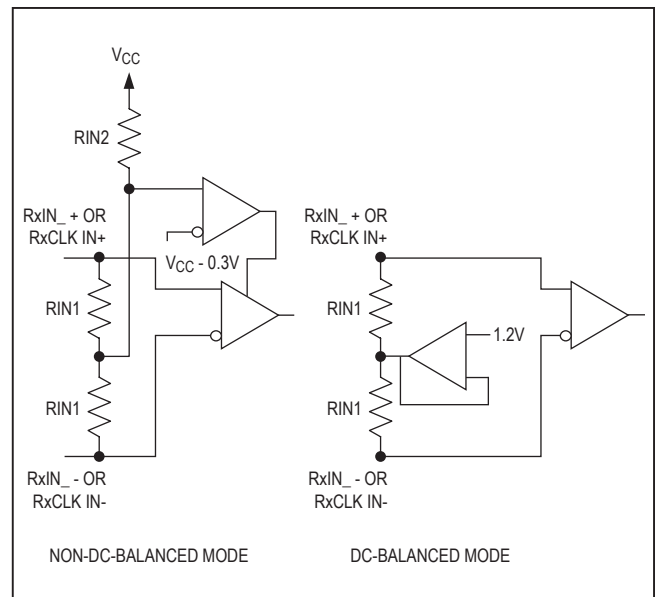 VCC
RIN2
RxIN_ + OR
RxCLK IN+
VCC - 0.3V
RIN1
RIN1
RxIN_ - OR
RxCLK IN-
NON-DC-BALANCED MODE
RxIN_ + OR
RxCLK IN+
RIN1
1.2V
RIN1
RxIN_ - OR
RxCLK IN-
DC-BALANCED MODE